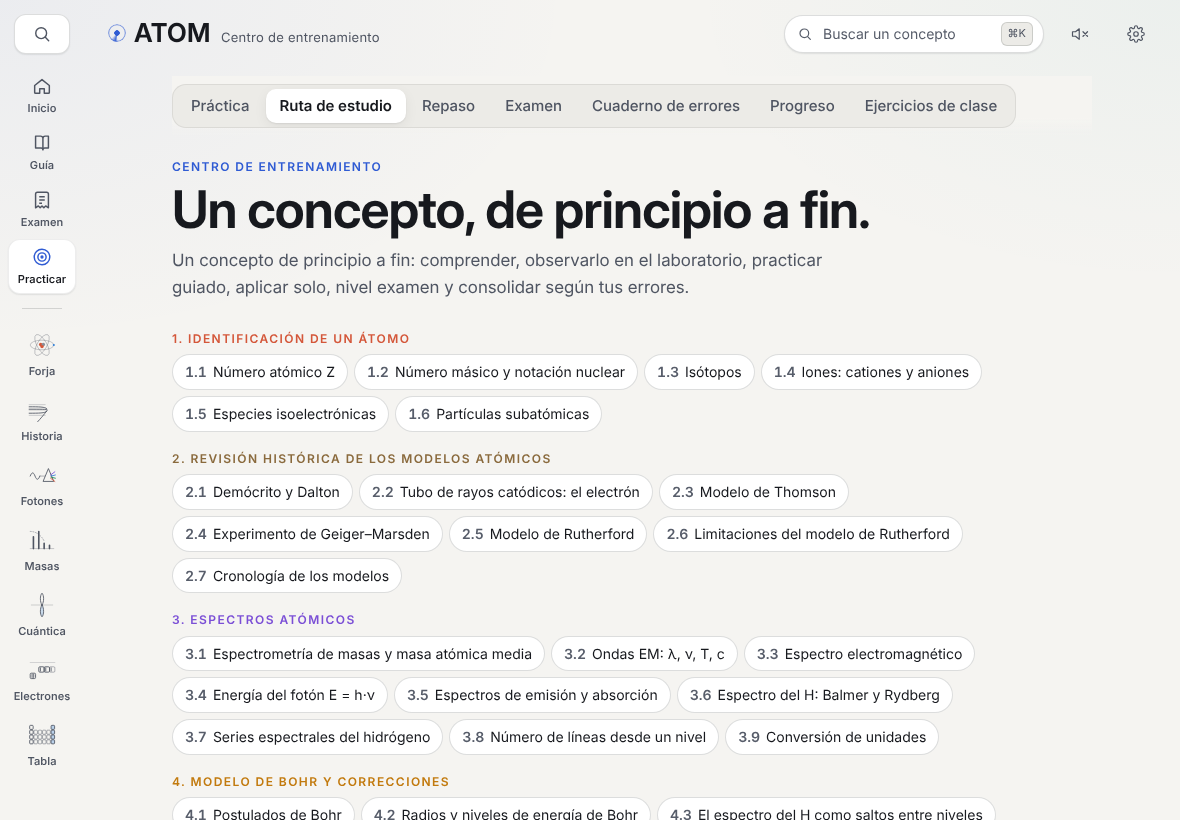 ATOM Centro de entrenamiento
Buscar un concepto ⌘K
Inicio
Guía
Examen
Practicar
Forja
Historia
Fotones
Masas
Cuántica
Electrones
Tabla
Práctica Ruta de estudio Repaso Examen Cuaderno de errores Progreso Ejercicios de clase
CENTRO DE ENTRENAMIENTO
Un concepto, de principio a fin.
Un concepto de principio a fin: comprender, observarlo en el laboratorio, practicar
guiado, aplicar solo, nivel examen y consolidar según tus errores.
1. IDENTIFICACIÓN DE UN ÁTOMO
1.1 Número atómico Z 1.2 Número másico y notación nuclear 1.3 Isótopos 1.4 Iones: cationes y aniones
1.5 Especies isoelectrónicas 1.6 Partículas subatómicas
2. REVISIÓN HISTÓRICA DE LOS MODELOS ATÓMICOS
2.1 Demócrito y Dalton 2.2 Tubo de rayos catódicos: el electrón 2.3 Modelo de Thomson
2.4 Experimento de Geiger–Marsden 2.5 Modelo de Rutherford 2.6 Limitaciones del modelo de Rutherford
2.7 Cronología de los modelos
3. ESPECTROS ATÓMICOS
3.1 Espectrometría de masas y masa atómica media 3.2 Ondas EM: λ, ν, T, c 3.3 Espectro electromagnético
3.4 Energía del fotón E = h·ν 3.5 Espectros de emisión y absorción 3.6 Espectro del H: Balmer y Rydberg
3.7 Series espectrales del hidrógeno 3.8 Número de líneas desde un nivel 3.9 Conversión de unidades
4. MODELO DE BOHR Y CORRECCIONES
4.1 Postulados de Bohr 4.2 Radios y niveles de energía de Bohr 4.3 El espectro del H como saltos entre niveles